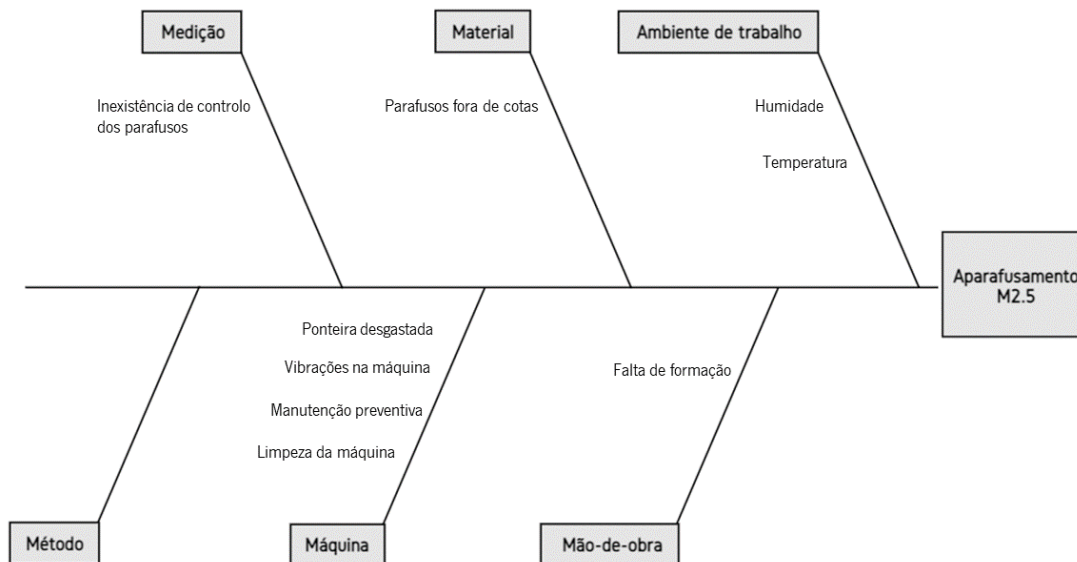 Medição
Material
Ambiente de trabalho
Inexistência de controlo
dos parafusos
Parafusos fora de cotas
Humidade
Temperatura
Aparafusamento
M2.5
Ponteira desgastada
Vibrações na máquina
Manutenção preventiva
Limpeza da máquina
Falta de formação
Método
Máquina
Mão-de-obra